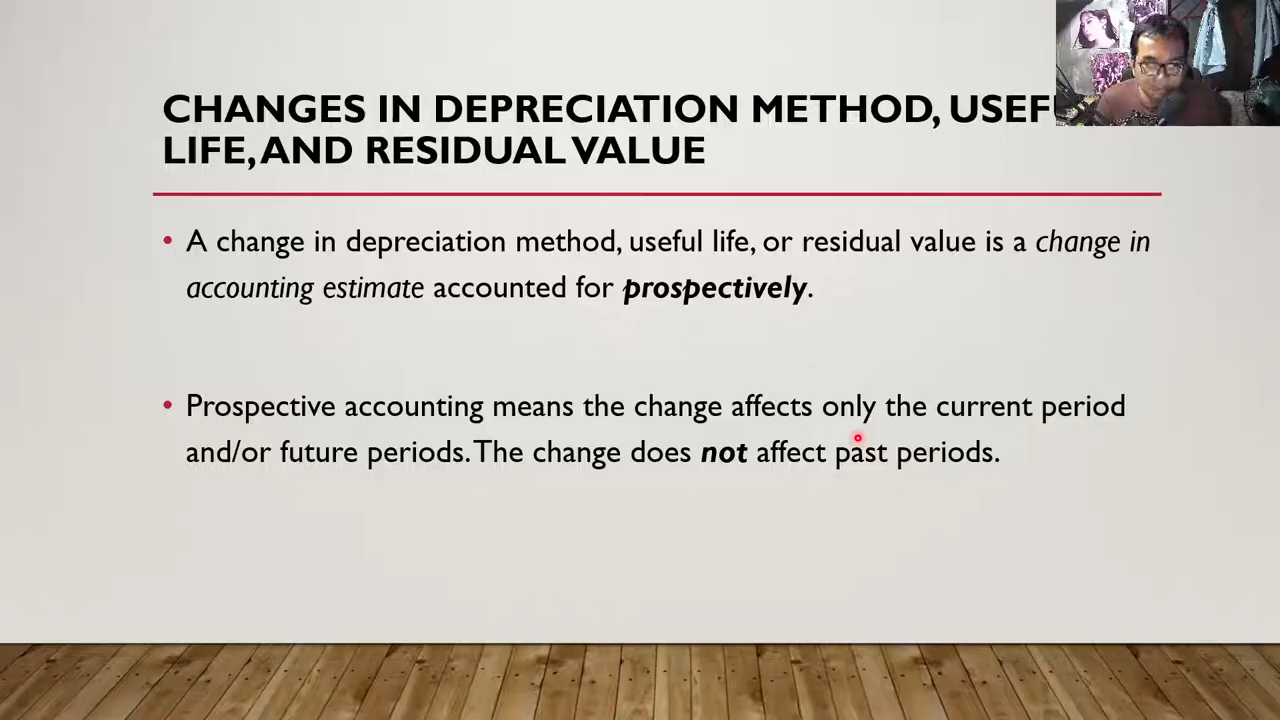 CHANGES IN DEPRECIATION METHOD, USEFU
LIFE, AND RESIDUAL VALUE
• A change in depreciation method, useful life, or residual value is a change in
accounting estimate accounted for prospectively.
• Prospective accounting means the change affects only the current period
and/or future periods. The change does not affect past periods.